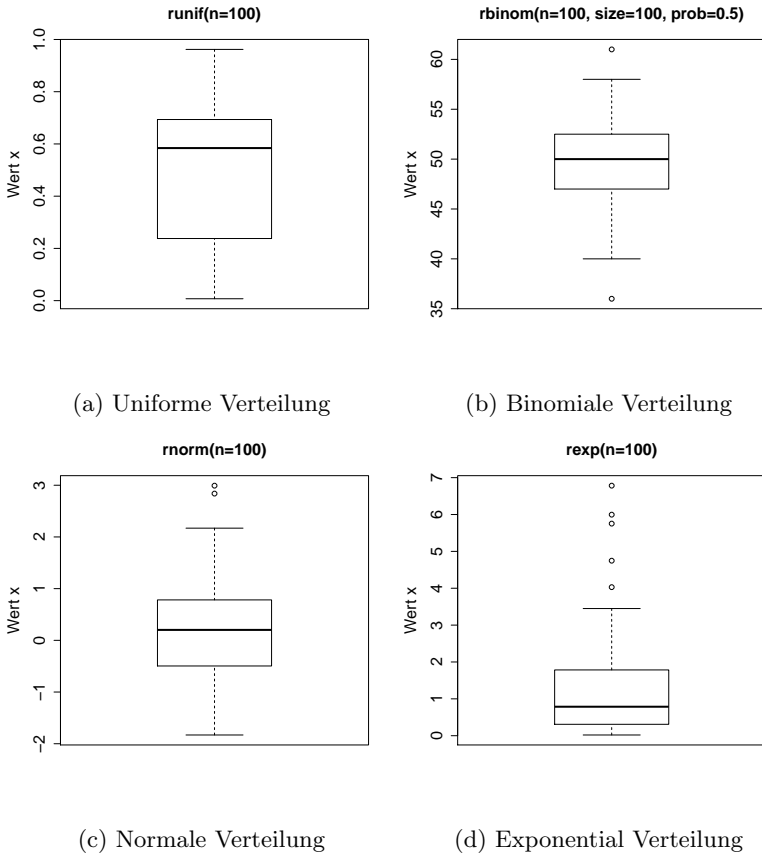 runif(n=100)
Wert x
1.0
0.8
0.6
0.4
0.2
0.0
(a) Uniforme Verteilung
rbinom(n=100, size=100, prob=0.5)
Wert x
60
55
50
45
40
35
(b) Binomiale Verteilung
rnorm(n=100)
Wert x
3
2
1
0
−1
−2
(c) Normale Verteilung
rexp(n=100)
Wert x
7
6
5
4
3
2
1
0
(d) Exponential Verteilung